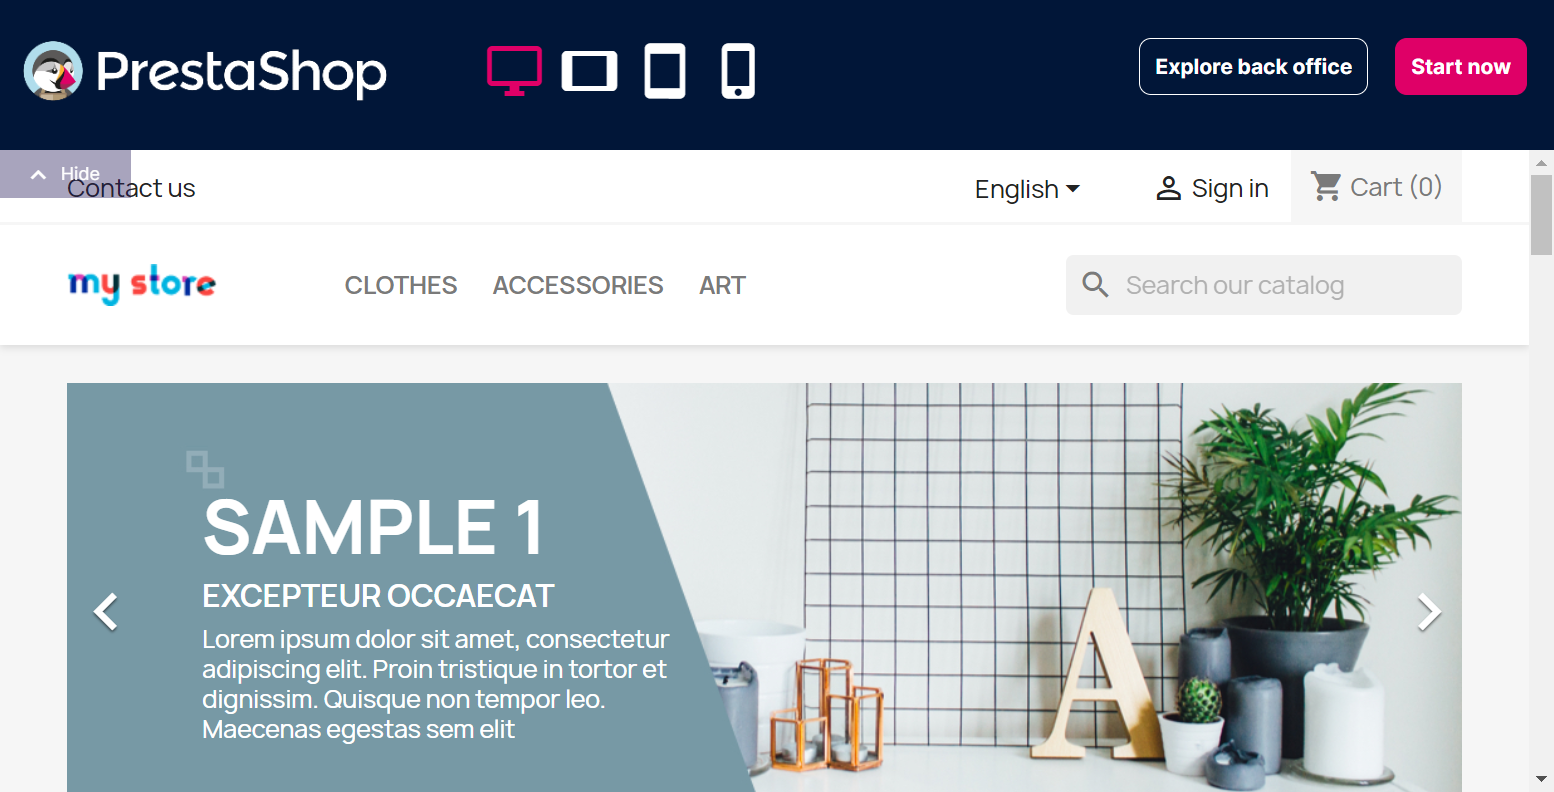 PrestaShop
Explore back office
Start now
Hide
Contact us
English
Sign in
Cart (0)
my store
CLOTHES
ACCESSORIES
ART
Search our catalog
SAMPLE 1
EXCEPTEUR OCCAECAT
Lorem ipsum dolor sit amet, consectetur
adipiscing elit. Proin tristique in tortor et
dignissim. Quisque non tempor leo.
Maecenas egestas sem elit
A